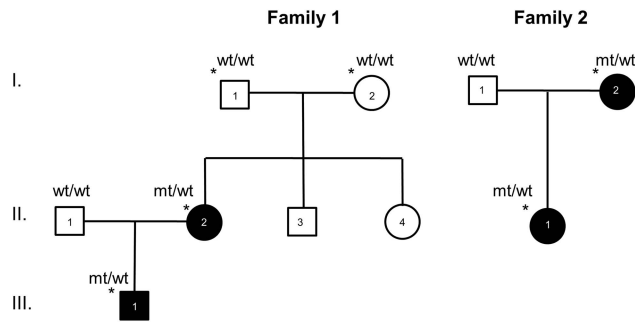 Family 1 Family 2
wt/wt wt/wt wt/wt mt/wt
I. * * *
1 2 1 2
wt/wt mt/wt mt/wt
II. * *
1 2 3 4 1
mt/wt
*
III. 1